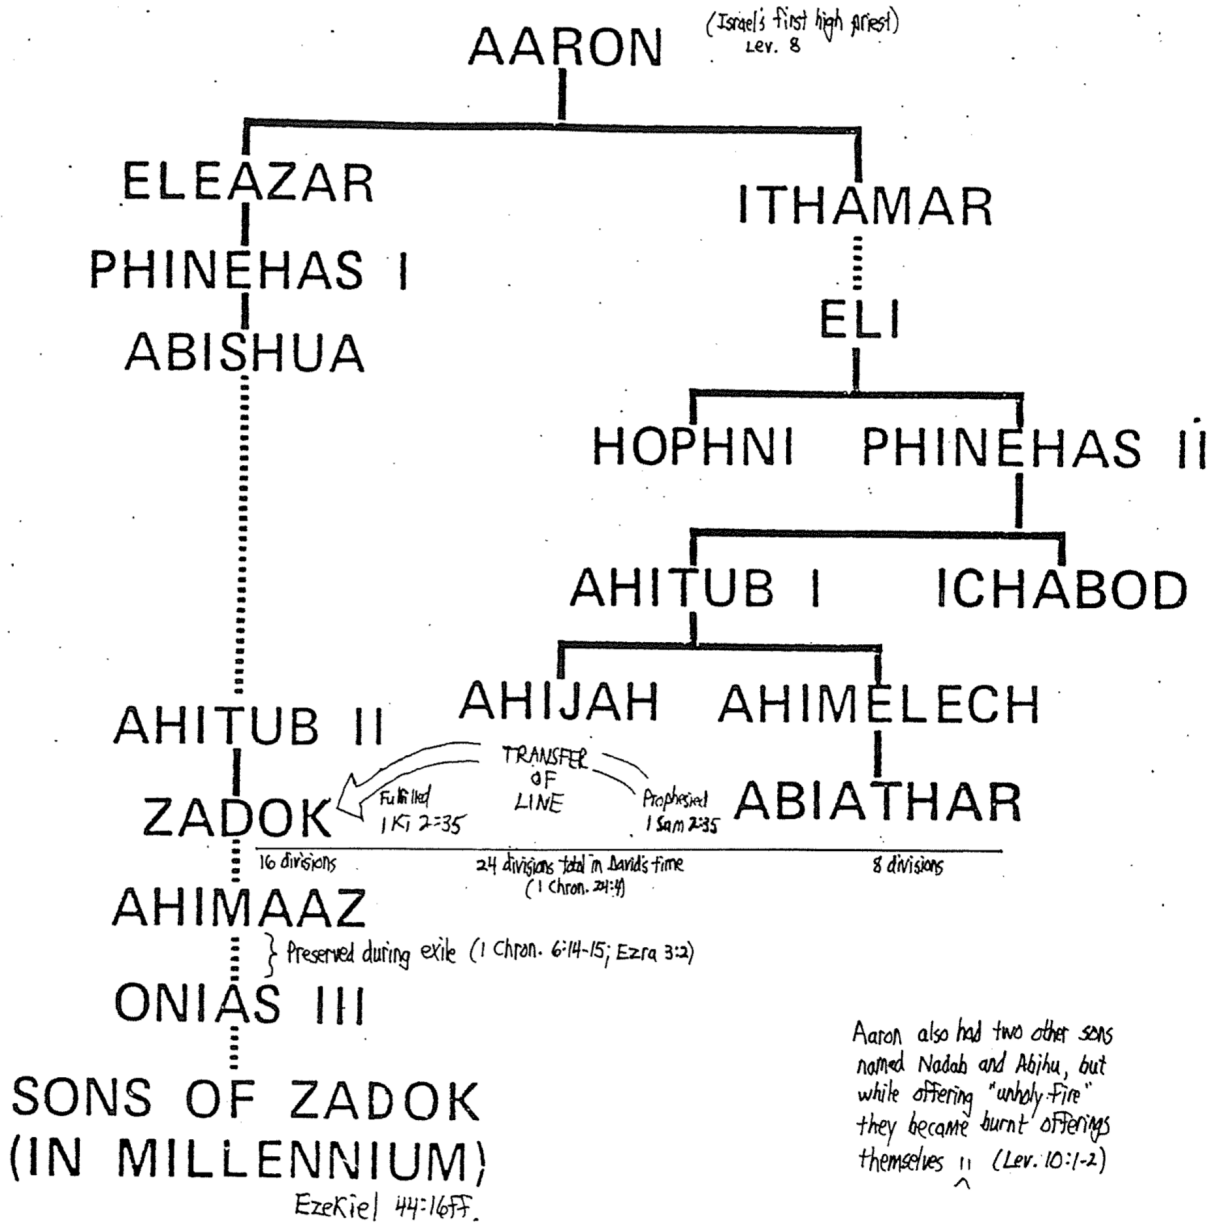 AARON
(Israel's first high priest)
Lev. 8
ELEAZAR
ITHAMAR
PHINEHAS I
ELI
ABISHUA
HOPHNI
PHINEHAS II
AHITUB I
ICHABOD
AHIJAH
AHIMELECH
AHITUB II
TRANSFER
OF
LINE
ZADOK
Fulfilled
1 Ki 2:35
Prophesied
1 Sam 2:35
ABIATHAR
16 divisions
24 divisions total in David's time
(1 Chron. 24:4)
8 divisions
AHIMAAZ
} Preserved during exile (1 Chron. 6:14-15; Ezra 3:2)
ONIAS III
SONS OF ZADOK
(IN MILLENNIUM)
Ezekiel 44:16ff.
Aaron also had two other sons
named Nadab and Abihu, but
while offering "unholy fire"
they became burnt offerings
themselves !! (Lev. 10:1-2)